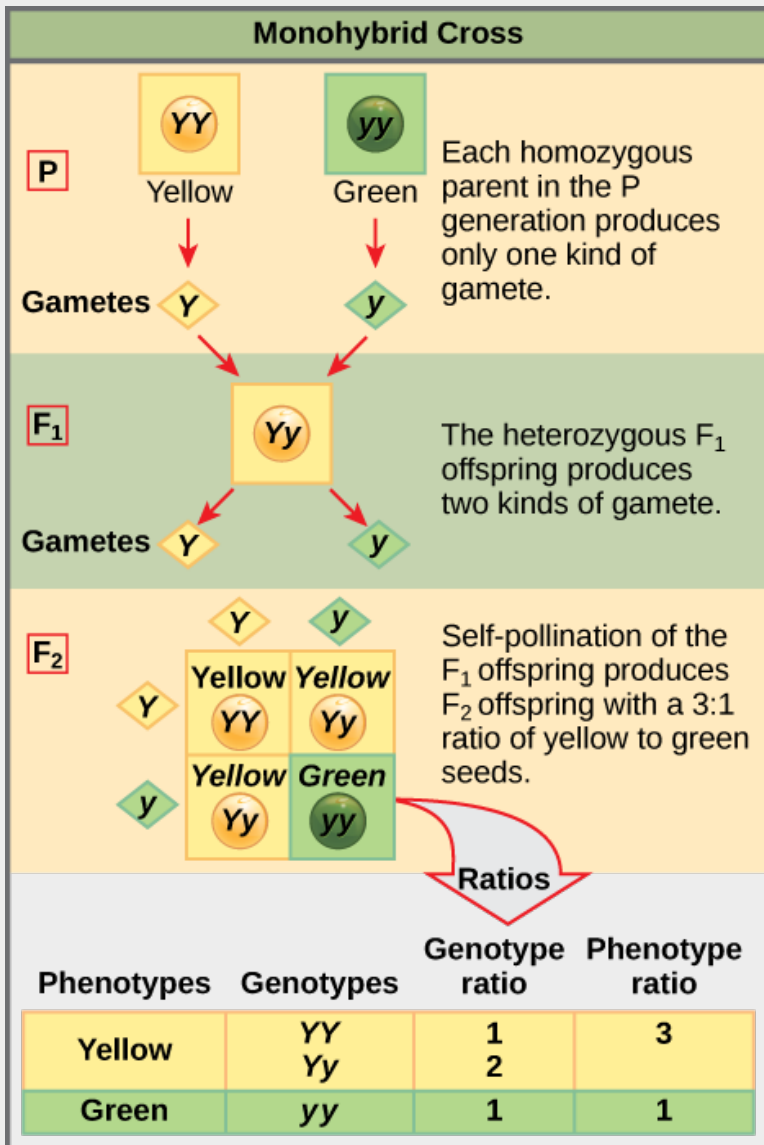 Monohybrid Cross
P
YY
yy
Yellow
Green
Each homozygous
parent in the P
generation produces
only one kind of
gamete.
Gametes
Y
y
F₁
Yy
The heterozygous F₁
offspring produces
two kinds of gamete.
Gametes
Y
y
F₂
Y
y
Y
y
Yellow
YY
Yellow
Yy
Yellow
Yy
Green
yy
Self-pollination of the
F₁ offspring produces
F₂ offspring with a 3:1
ratio of yellow to green
seeds.
Ratios
Phenotypes
Genotypes
Genotype
ratio
Phenotype
ratio
Yellow
YY 1 3
Yy 2
Green yy 1 1